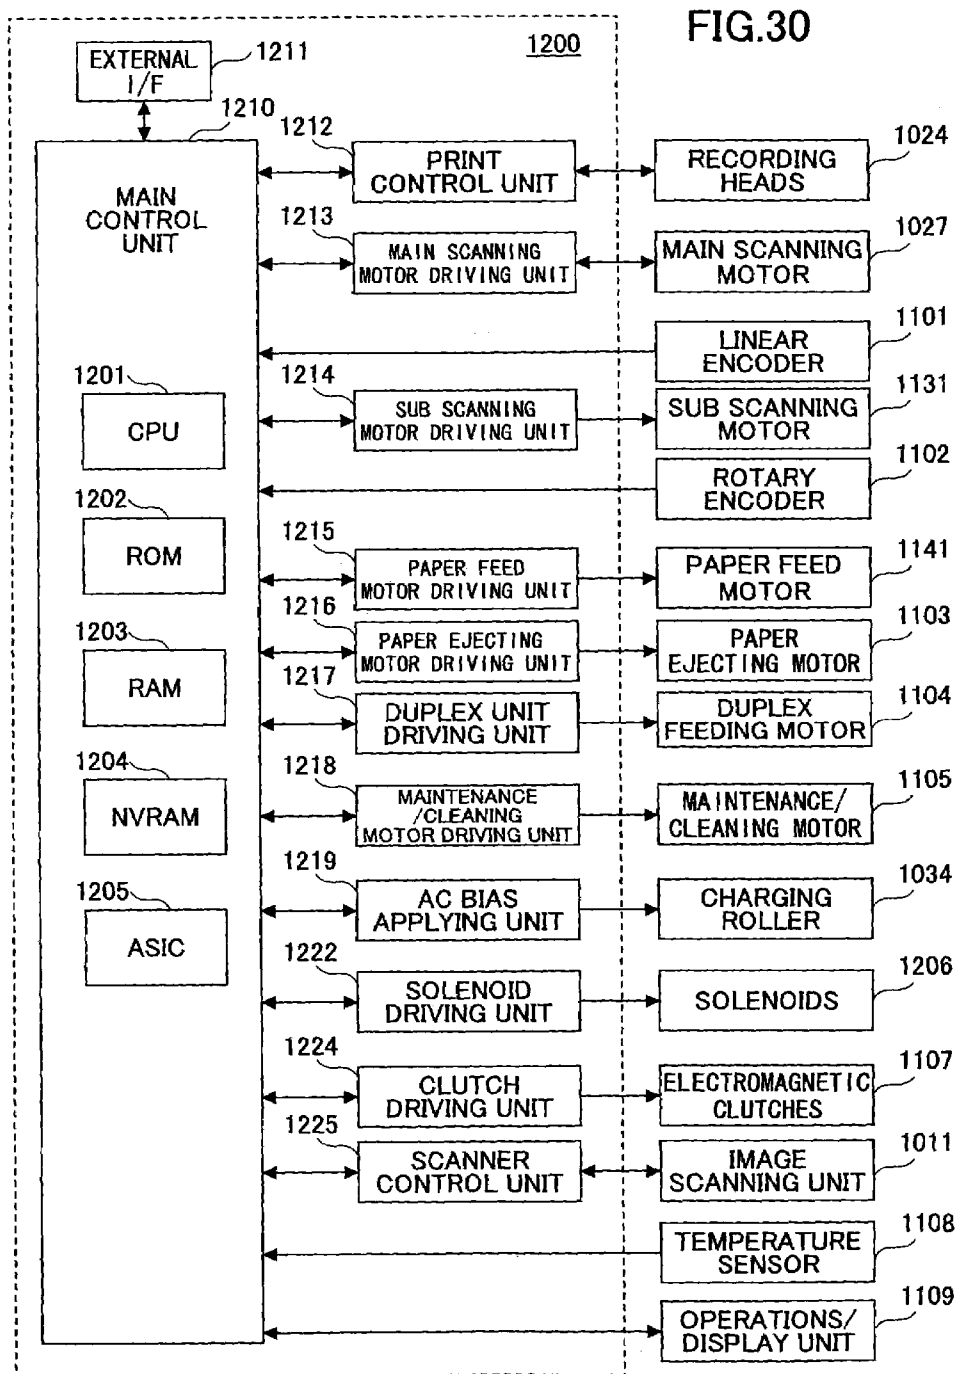 FIG.30
1200
EXTERNAL
I/F
1211
1210
MAIN
CONTROL
UNIT
1201
CPU
1202
ROM
1203
RAM
1204
NVRAM
1205
ASIC
1212
PRINT
CONTROL UNIT
RECORDING
HEADS
1024
1213
MAIN SCANNING
MOTOR DRIVING UNIT
MAIN SCANNING
MOTOR
1027
LINEAR
ENCODER
1101
1214
SUB SCANNING
MOTOR DRIVING UNIT
SUB SCANNING
MOTOR
1131
ROTARY
ENCODER
1102
1215
PAPER FEED
MOTOR DRIVING UNIT
PAPER FEED
MOTOR
1141
1216
PAPER EJECTING
MOTOR DRIVING UNIT
PAPER
EJECTING MOTOR
1103
1217
DUPLEX UNIT
DRIVING UNIT
DUPLEX
FEEDING MOTOR
1104
1218
MAINTENANCE
/CLEANING
MOTOR DRIVING UNIT
MAINTENANCE/
CLEANING MOTOR
1105
1219
AC BIAS
APPLYING UNIT
CHARGING
ROLLER
1034
1222
SOLENOID
DRIVING UNIT
SOLENOIDS
1206
1224
CLUTCH
DRIVING UNIT
ELECTROMAGNETIC
CLUTCHES
1107
1225
SCANNER
CONTROL UNIT
IMAGE
SCANNING UNIT
1011
TEMPERATURE
SENSOR
1108
OPERATIONS/
DISPLAY UNIT
1109